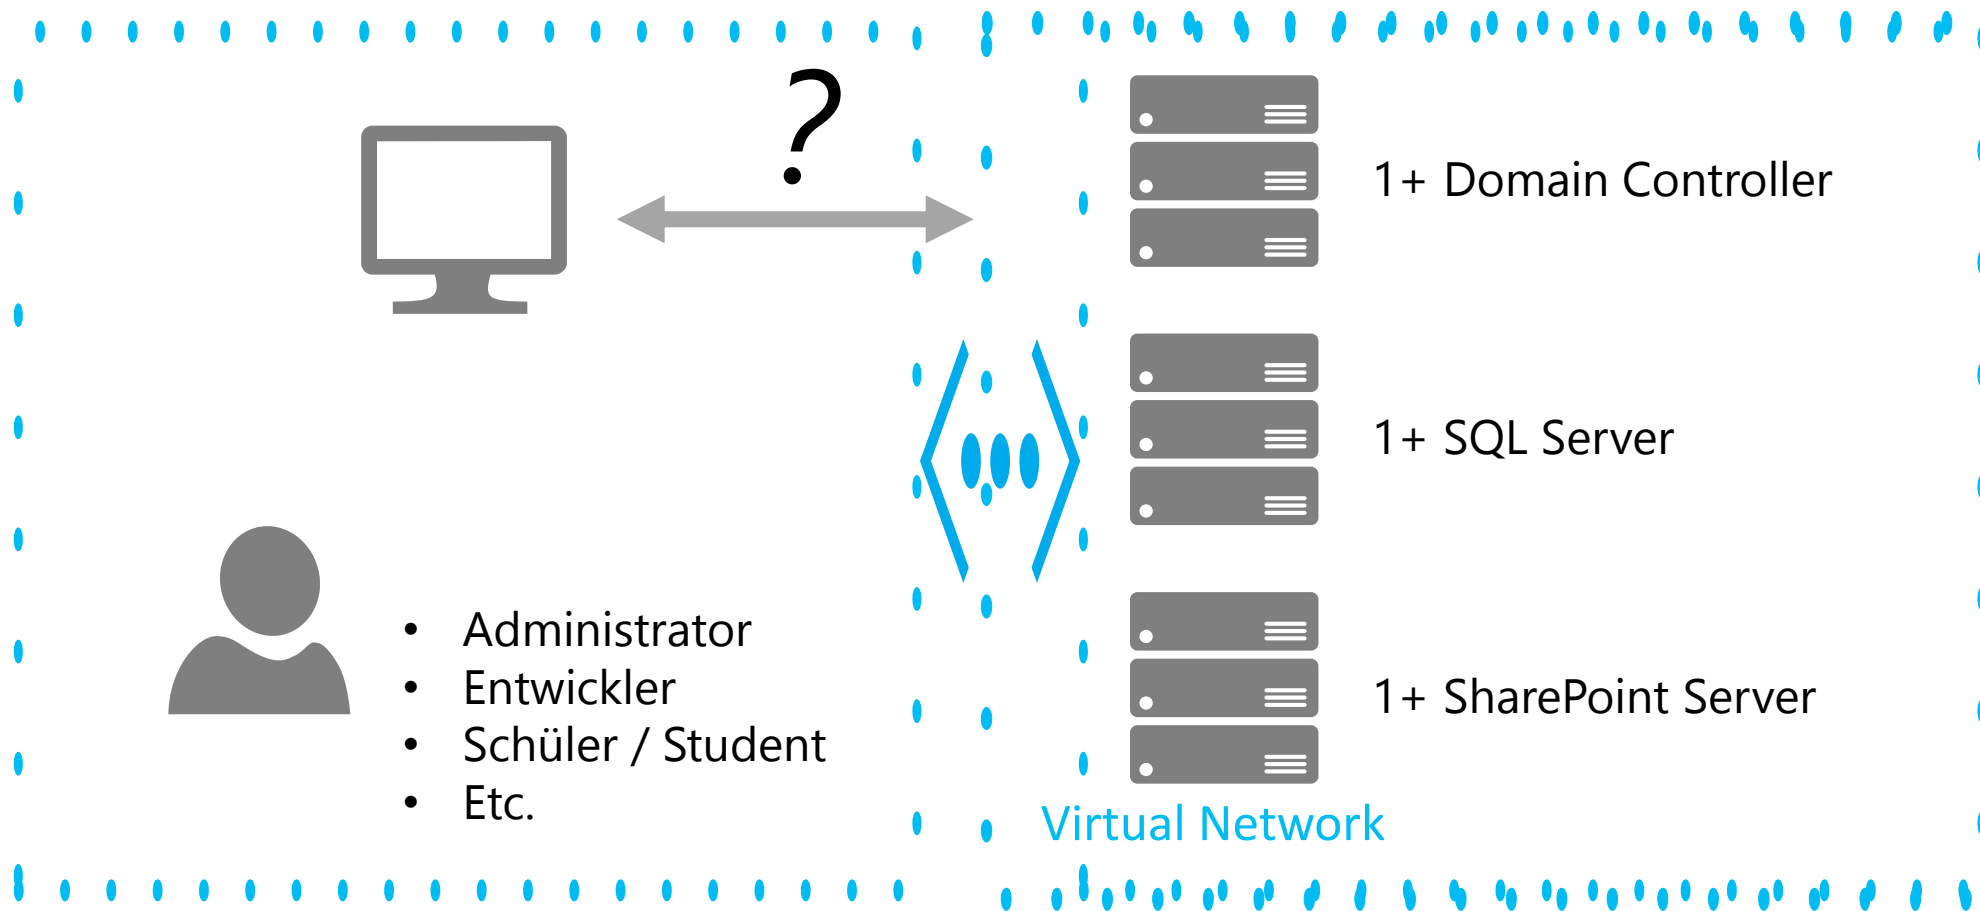 ?
1+ Domain Controller
1+ SQL Server
• Administrator
• Entwickler
• Schüler / Student
• Etc.
1+ SharePoint Server
Virtual Network